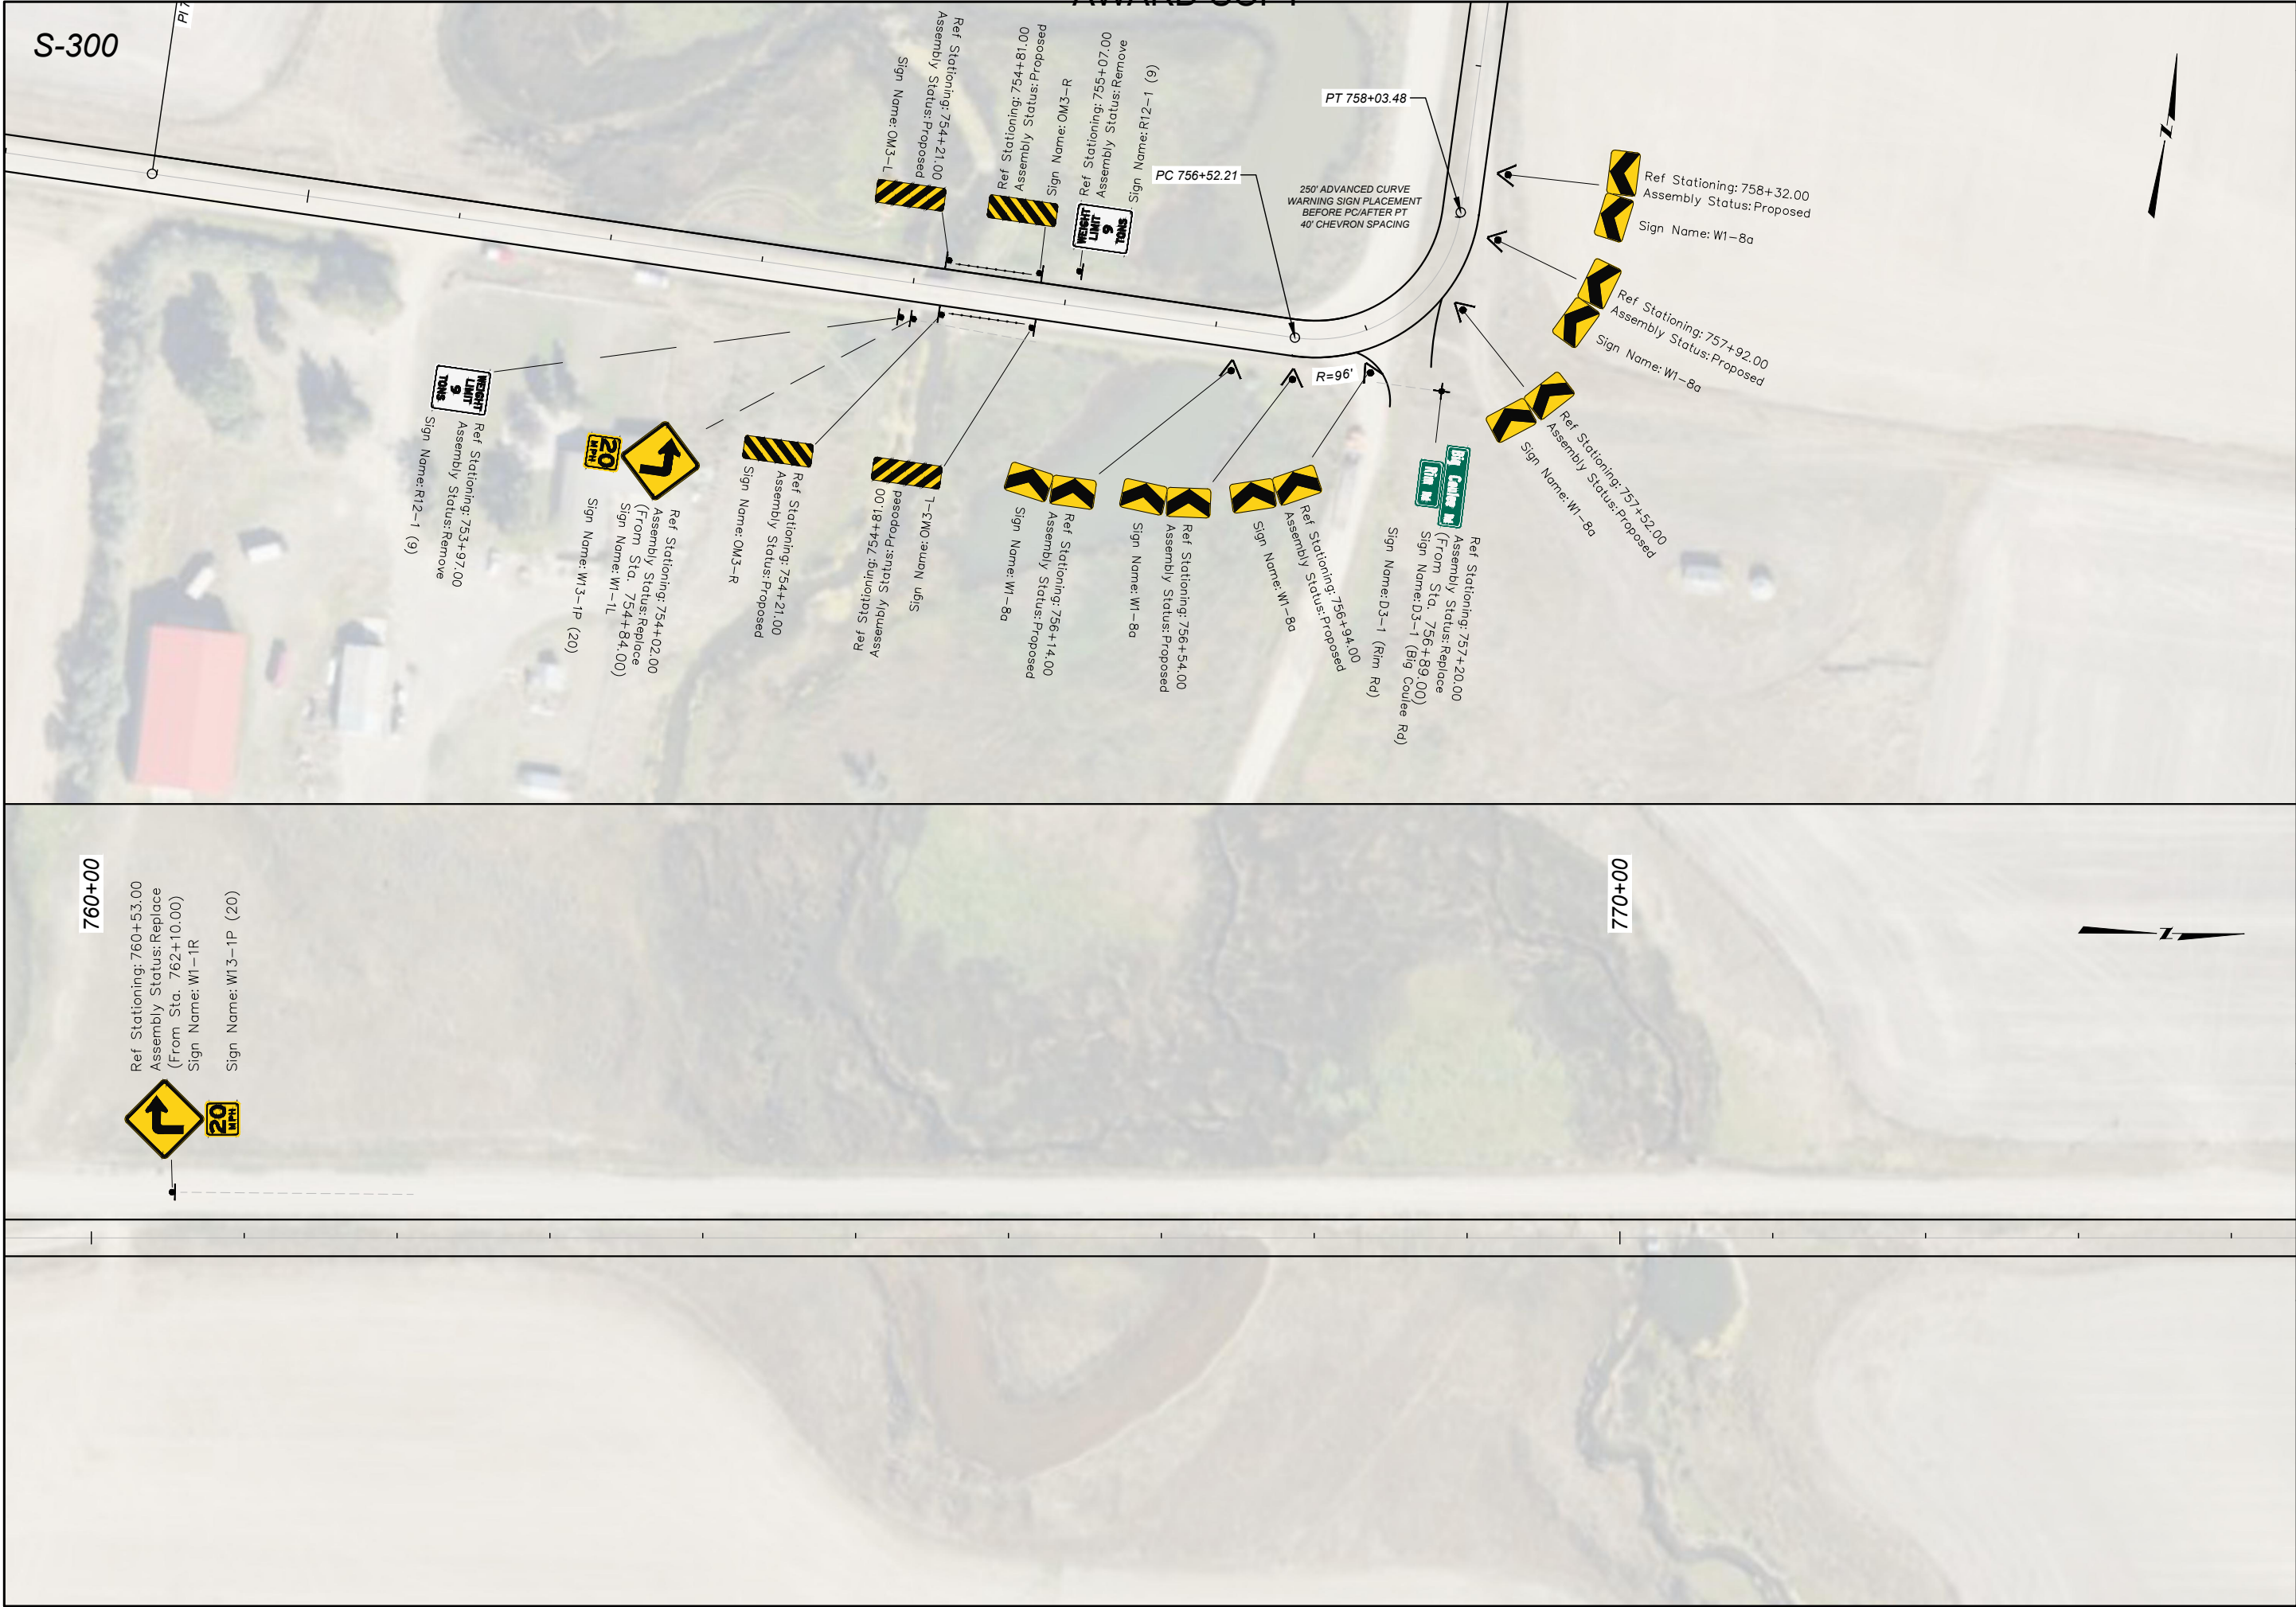 AWARD COPY
S-300
Ref Stationing: 754+21.00
Assembly Status: Proposed
Sign Name: OM3-L
Ref Stationing: 754+81.00
Assembly Status: Proposed
Sign Name: OM3-R
Ref Stationing: 755+07.00
Assembly Status: Remove
Sign Name: R12-1 (9)
WEIGHT
LIMIT
9
TONS
PC 756+52.21
PT 758+03.48
250' ADVANCED CURVE
WARNING SIGN PLACEMENT
BEFORE PC/AFTER PT
40' CHEVRON SPACING
Ref Stationing: 758+32.00
Assembly Status: Proposed
Sign Name: W1-8a
Ref Stationing: 757+92.00
Assembly Status: Proposed
Sign Name: W1-8a
Ref Stationing: 757+52.00
Assembly Status: Proposed
Sign Name: W1-8a
R=96'
N
WEIGHT
LIMIT
9
TONS
Ref Stationing: 753+97.00
Assembly Status: Remove
Sign Name: R12-1 (9)
20
MPH
Ref Stationing: 754+02.00
Assembly Status: Replace
(From Sta. 754+84.00)
Sign Name: W1-1L
Sign Name: W13-1P (20)
Ref Stationing: 754+21.00
Assembly Status: Proposed
Sign Name: OM3-R
Ref Stationing: 754+81.00
Assembly Status: Proposed
Sign Name: OM3-L
Ref Stationing: 756+14.00
Assembly Status: Proposed
Sign Name: W1-8a
Ref Stationing: 756+54.00
Assembly Status: Proposed
Sign Name: W1-8a
Ref Stationing: 756+94.00
Assembly Status: Proposed
Sign Name: W1-8a
Big Coulee Rd
Rim Rd
Ref Stationing: 757+20.00
Assembly Status: Replace
(From Sta. 756+89.00)
Sign Name: D3-1 (Big Coulee Rd)
Sign Name: D3-1 (Rim Rd)
760+00
Ref Stationing: 760+53.00
Assembly Status: Replace
(From Sta. 762+10.00)
Sign Name: W1-1R
Sign Name: W13-1P (20)
20
MPH
770+00
N